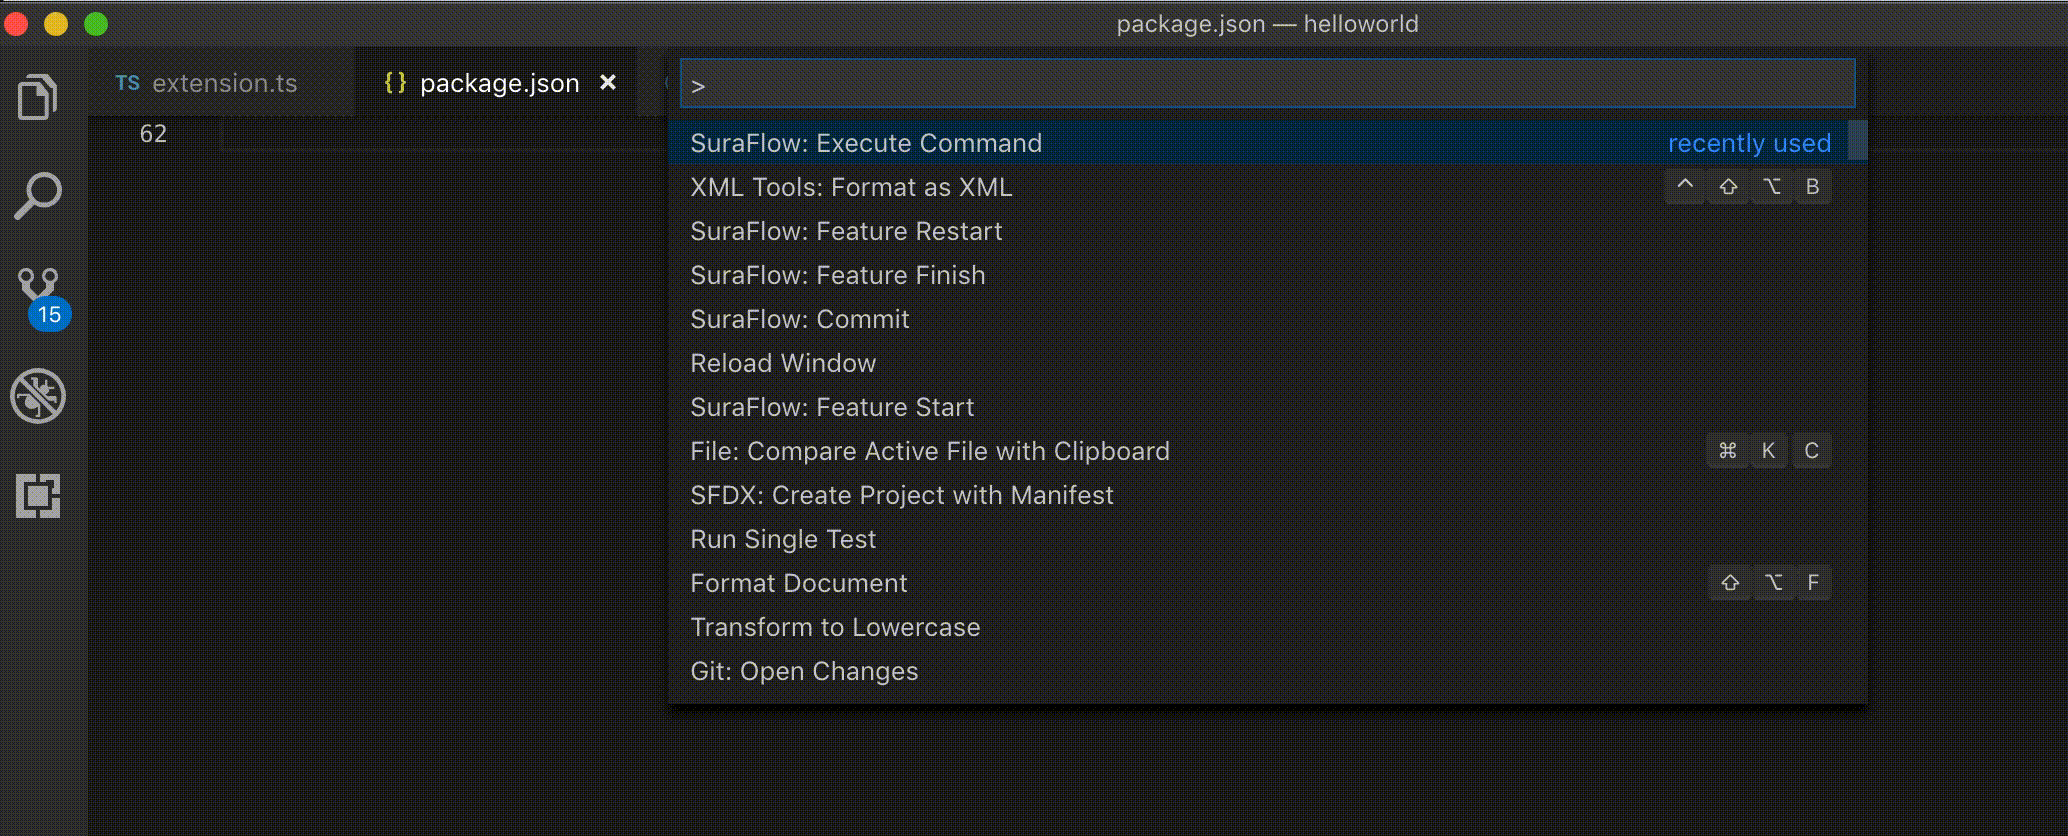 package.json — helloworld
TS extension.ts
{} package.json ×
>
62
SuraFlow: Execute Command recently used
XML Tools: Format as XML ^ ⇧ ⌥ B
SuraFlow: Feature Restart
SuraFlow: Feature Finish
SuraFlow: Commit
15
Reload Window
SuraFlow: Feature Start
File: Compare Active File with Clipboard ⌘ K C
SFDX: Create Project with Manifest
Run Single Test
Format Document ⇧ ⌥ F
Transform to Lowercase
Git: Open Changes